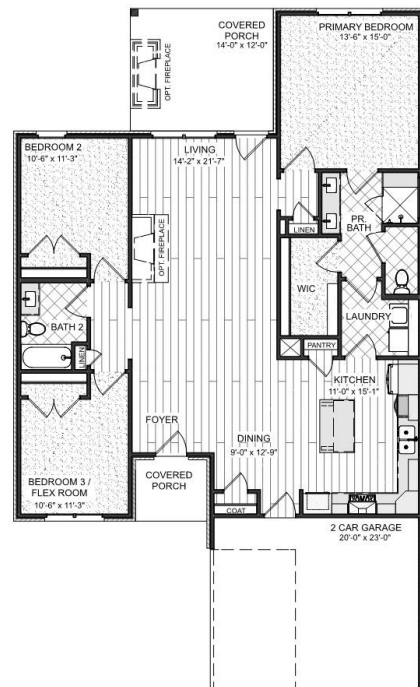 COVERED
PORCH
14'-0" x 12'-0"
OPT. FIREPLACE
PRIMARY BEDROOM
13'-6" x 15'-0"
BEDROOM 2
10'-6" x 11'-3"
LIVING
14'-2" x 21'-7"
OPT. FIREPLACE
LINEN
PR.
BATH
WIC
BATH 2
LINEN
LAUNDRY
PANTRY
KITCHEN
11'-0" x 15'-1"
FOYER
DINING
9'-0" x 12'-9"
BEDROOM 3 /
FLEX ROOM
10'-6" x 11'-3"
COVERED
PORCH
COAT
2 CAR GARAGE
20'-0" x 23'-0"